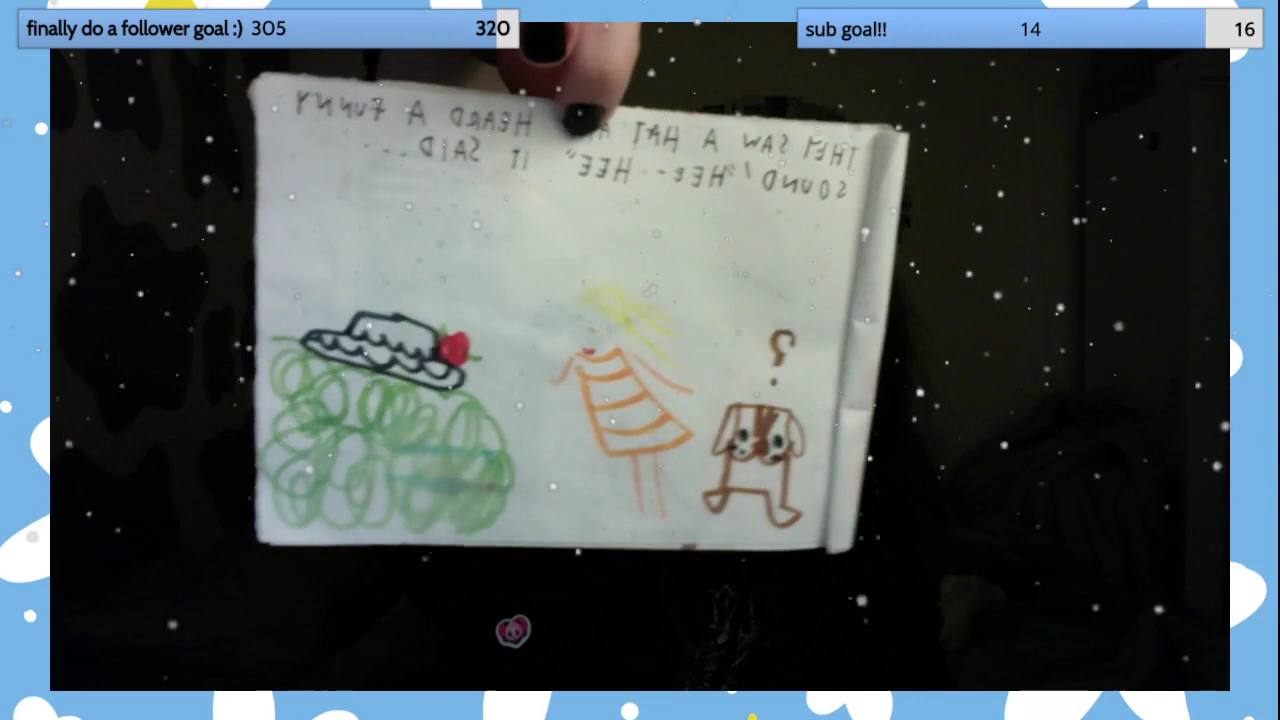 finally do a follower goal :) 305 320
sub goal!! 14 16
THEY SAW A HAT HEARD A FUNNY
SOUND, "HEE-- HEE" IT SAID ...
?